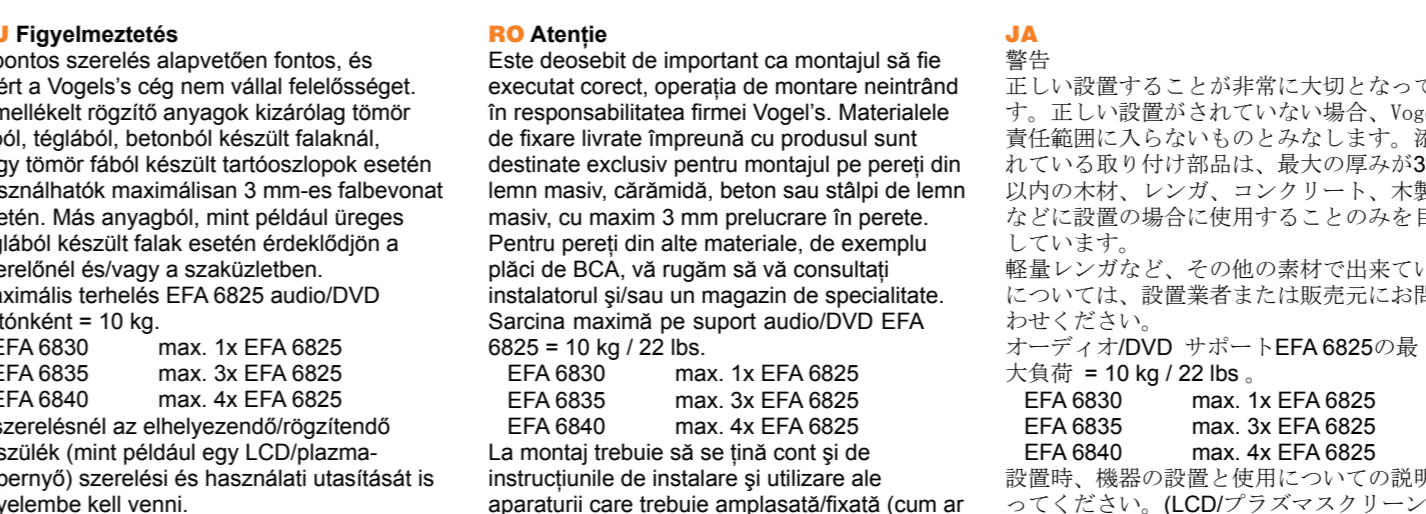 U Figyelmeztetés
pontos szerelés alapvetően fontos, és
ért a Vogels's cég nem vállal felelősséget.
mellékelt rögzítő anyagok kizárólag tömör
ból, téglából, betonból készült falaknál,
gy tömör fából készült tartóoszlopok esetén
asználhatók maximálisan 3 mm-es falbevonat
etén. Más anyagból, mint például üreges
glából készült falak esetén érdeklődjön a
erelőnél és/vagy a szaküzletben.
aximális terhelés EFA 6825 audio/DVD
tónként = 10 kg.
EFA 6830 max. 1x EFA 6825
EFA 6835 max. 3x EFA 6825
EFA 6840 max. 4x EFA 6825
szerelésnél az elhelyezendő/rögzítendő
szülék (mint például egy LCD/plazma-
pernyő) szerelési és használati utasítását is
yelembe kell venni.
RO Atenție
Este deosebit de important ca montajul să fie
executat corect, operația de montare neintrând
în responsabilitatea firmei Vogel's. Materialele
de fixare livrate împreună cu produsul sunt
destinate exclusiv pentru montajul pe pereți din
lemn masiv, cărămidă, beton sau stâlpi de lemn
masiv, cu maxim 3 mm prelucrare în perete.
Pentru pereți din alte materiale, de exemplu
plăci de BCA, vă rugăm să vă consultați
instalatorul şi/sau un magazin de specialitate.
Sarcina maximă pe suport audio/DVD EFA
6825 = 10 kg / 22 lbs.
EFA 6830 max. 1x EFA 6825
EFA 6835 max. 3x EFA 6825
EFA 6840 max. 4x EFA 6825
La montaj trebuie să se țină cont şi de
instrucțiunile de instalare şi utilizare ale
aparaturii care trebuie amplasată/fixată (cum ar
JA
警告
正しい設置することが非常に大切となって
す。正しい設置がされていない場合、Voge
責任範囲に入らないものとみなします。添
れている取り付け部品は、最大の厚みが3
以内の木材、レンガ、コンクリート、木製
などに設置の場合に使用することのみを目
しています。
軽量レンガなど、その他の素材で出来てい
については、設置業者または販売元にお問
わせください。
オーディオ/DVD サポートEFA 6825の最
大負荷 = 10 kg / 22 lbs 。
EFA 6830 max. 1x EFA 6825
EFA 6835 max. 3x EFA 6825
EFA 6840 max. 4x EFA 6825
設置時、機器の設置と使用についての説明
ってください。(LCD/プラズマスクリーン